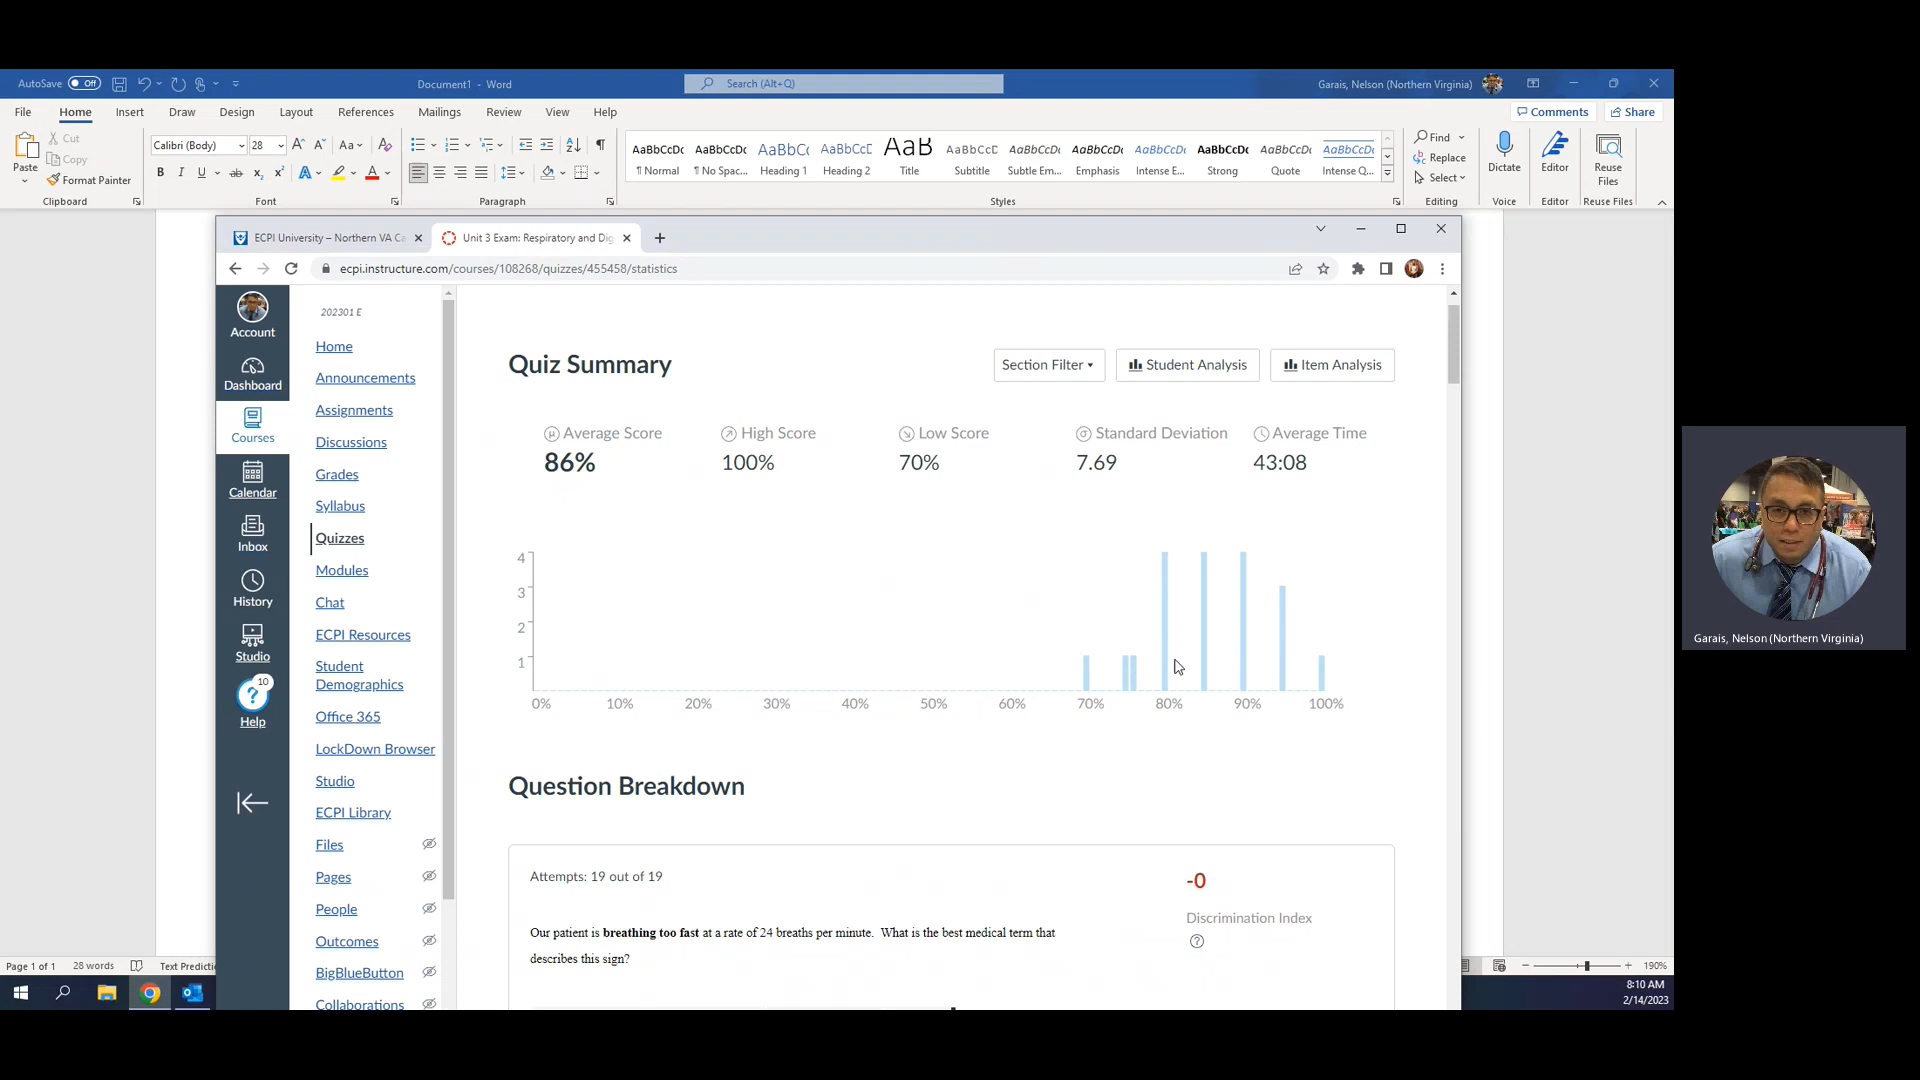 AutoSave Off
Document1 - Word
Search (Alt+Q)
Garais, Nelson (Northern Virginia)
File Home Insert Draw Design Layout References Mailings Review View Help
Comments Share
Paste
Cut
Copy
Format Painter
Calibri (Body) 28
Find
Replace
Select
Dictate
Editor
Reuse
Files
AaBbCcDc AaBbCcDc AaBbCc AaBbCcD AaB AaBbCcD AaBbCcDc AaBbCcDc AaBbCcDc AaBbCcDc AaBbCcDc AaBbCcDc
¶ Normal ¶ No Spac... Heading 1 Heading 2 Title Subtitle Subtle Em... Emphasis Intense E... Strong Quote Intense Q...
Clipboard Font Paragraph Styles Editing Voice Editor Reuse Files
ECPI University – Northern VA Ca
Unit 3 Exam: Respiratory and Dig
ecpi.instructure.com/courses/108268/quizzes/455458/statistics
Account
Dashboard
Courses
Calendar
Inbox
History
Studio
10
Help
202301 E
Home
Announcements
Assignments
Discussions
Grades
Syllabus
Quizzes
Modules
Chat
ECPI Resources
Student
Demographics
Office 365
LockDown Browser
Studio
ECPI Library
Files
Pages
People
Outcomes
BigBlueButton
Collaborations
Quiz Summary
Section Filter
Student Analysis
Item Analysis
Average Score High Score Low Score Standard Deviation Average Time
86% 100% 70% 7.69 43:08
4
3
2
1
0% 10% 20% 30% 40% 50% 60% 70% 80% 90% 100%
Question Breakdown
Attempts: 19 out of 19
-0
Discrimination Index
Our patient is breathing too fast at a rate of 24 breaths per minute. What is the best medical term that
describes this sign?
Garais, Nelson (Northern Virginia)
Page 1 of 1 28 words Text Predictio
190%
8:10 AM
2/14/2023